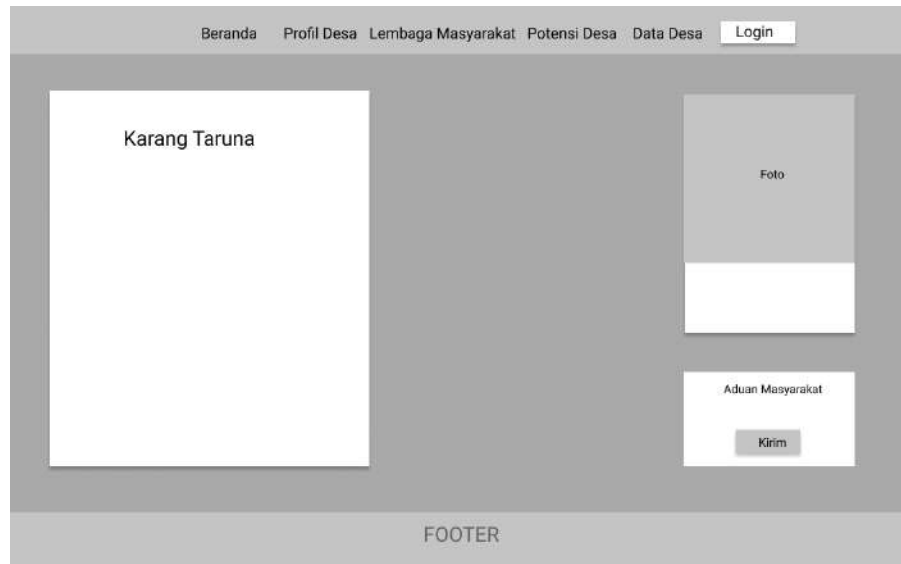 Beranda Profil Desa Lembaga Masyarakat Potensi Desa Data Desa Login
Karang Taruna
Foto
Aduan Masyarakat
Kirim
FOOTER